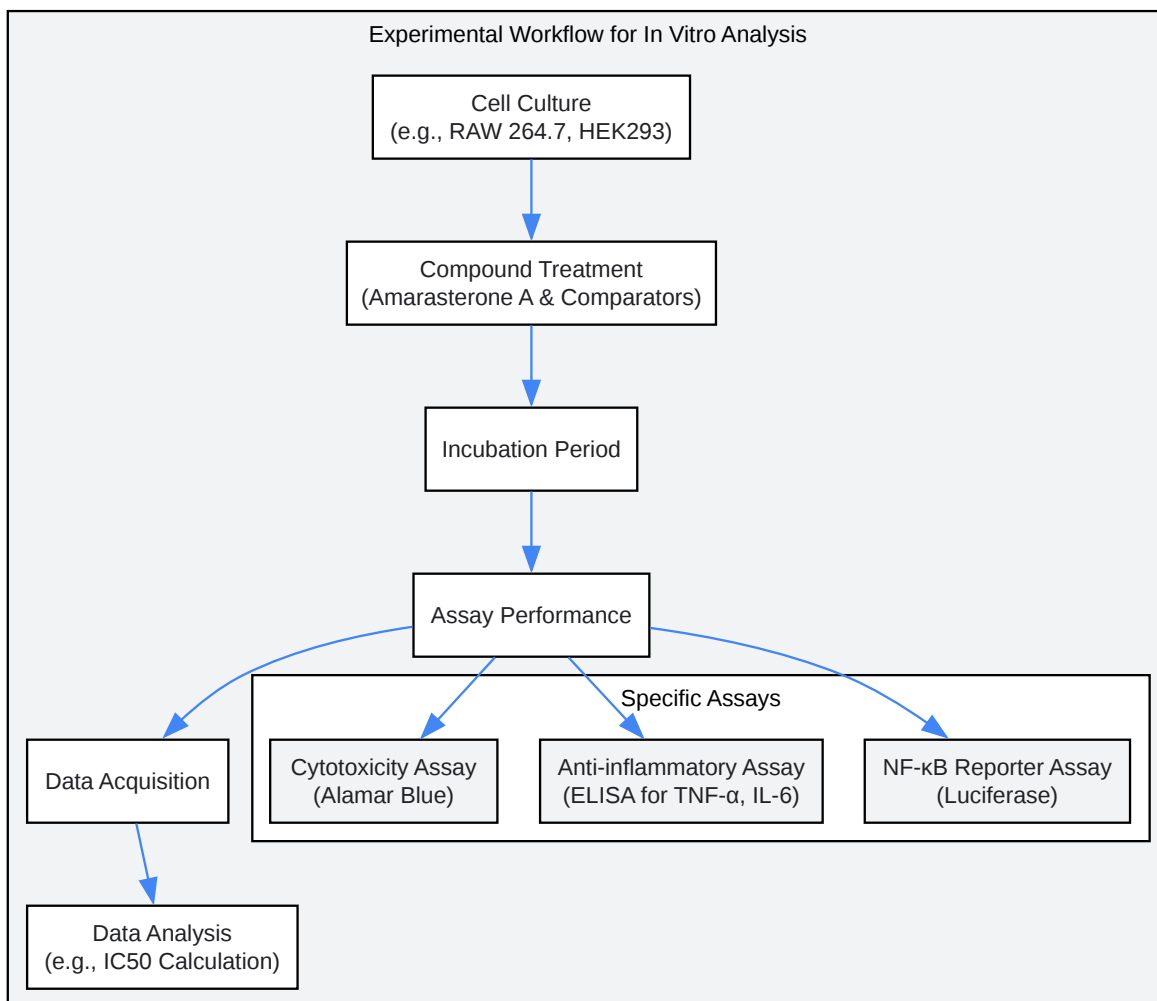 Experimental Workflow for In Vitro Analysis
Cell Culture
(e.g., RAW 264.7, HEK293)
Compound Treatment
(Amarasterone A & Comparators)
Incubation Period
Assay Performance
Specific Assays
Data Acquisition
Cytotoxicity Assay
(Alamar Blue)
Anti-inflammatory Assay
(ELISA for TNF-α, IL-6)
NF-κB Reporter Assay
(Luciferase)
Data Analysis
(e.g., IC50 Calculation)